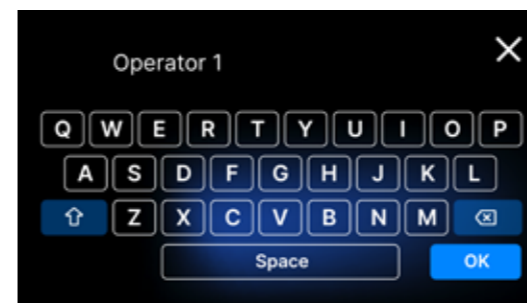 Operator 1
Q W E R T Y U I O P
A S D F G H J K L
Z X C V B N M
Space OK